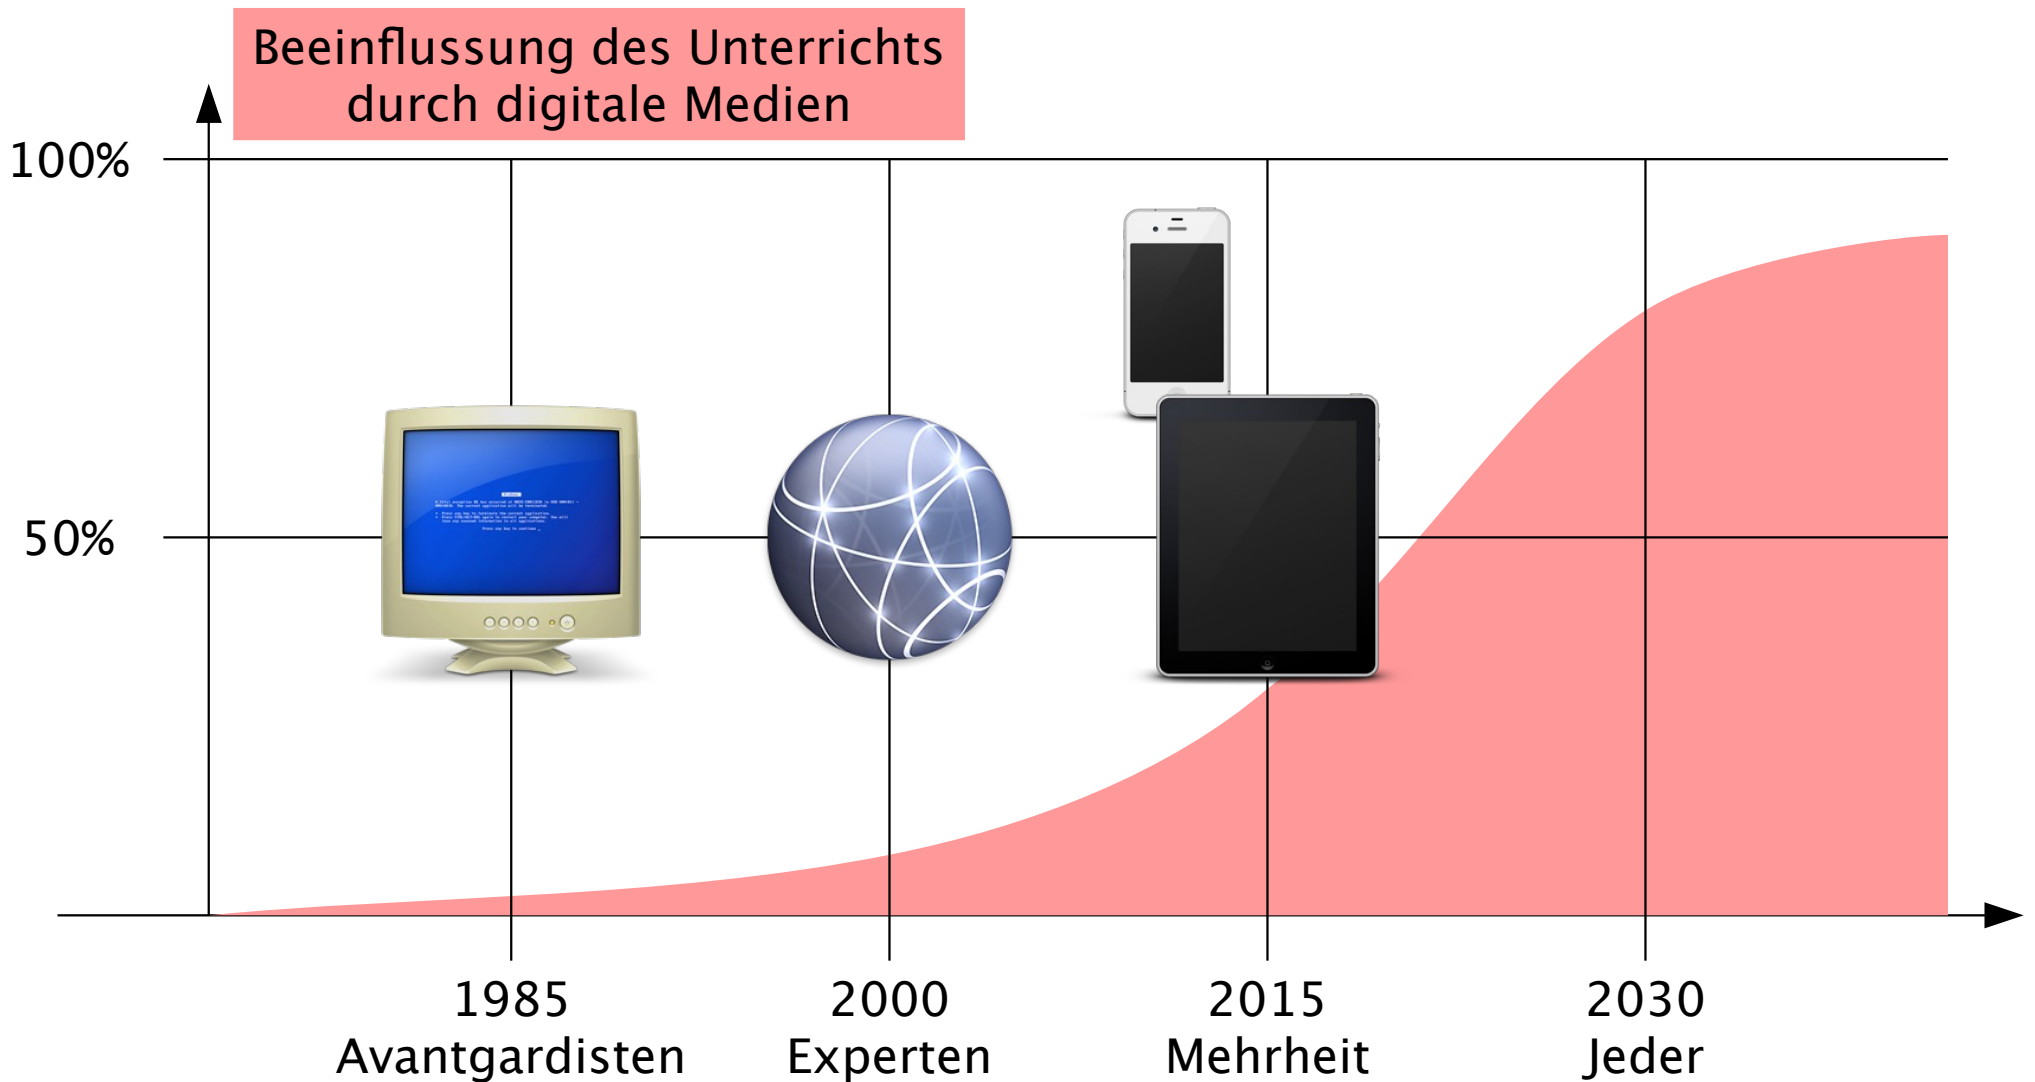 Beeinflussung des Unterrichts
durch digitale Medien
100%
50%
1985
Avantgardisten
2000
Experten
2015
Mehrheit
2030
Jeder